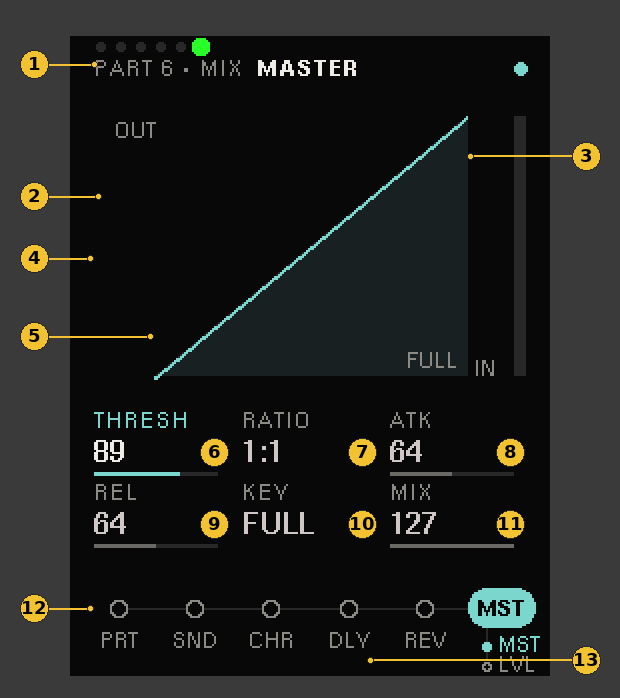 1 PART 6 · MIX MASTER
OUT
3
2
4
5
FULL IN
THRESH RATIO ATK
89 6 1:1 7 64 8
REL KEY MIX
64 9 FULL 10 127 11
12 MST
PRT SND CHR DLY REV MST
LVL 13